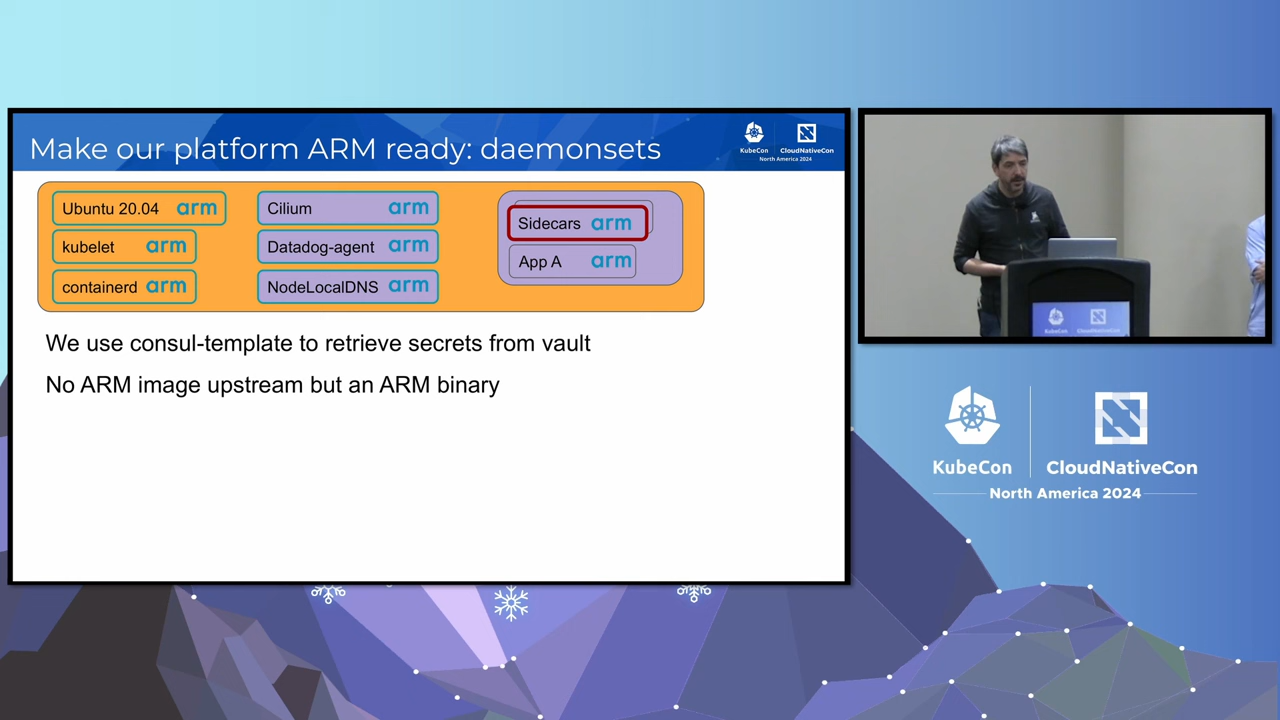 Make our platform ARM ready: daemonsets
KubeCon
CloudNativeCon
North America 2024
Ubuntu 20.04 arm
kubelet arm
containerd arm
Cilium arm
Datadog-agent arm
NodeLocalDNS arm
Sidecars arm
App A arm
We use consul-template to retrieve secrets from vault
No ARM image upstream but an ARM binary
KubeCon
CloudNativeCon
KubeCon
CloudNativeCon
North America 2024